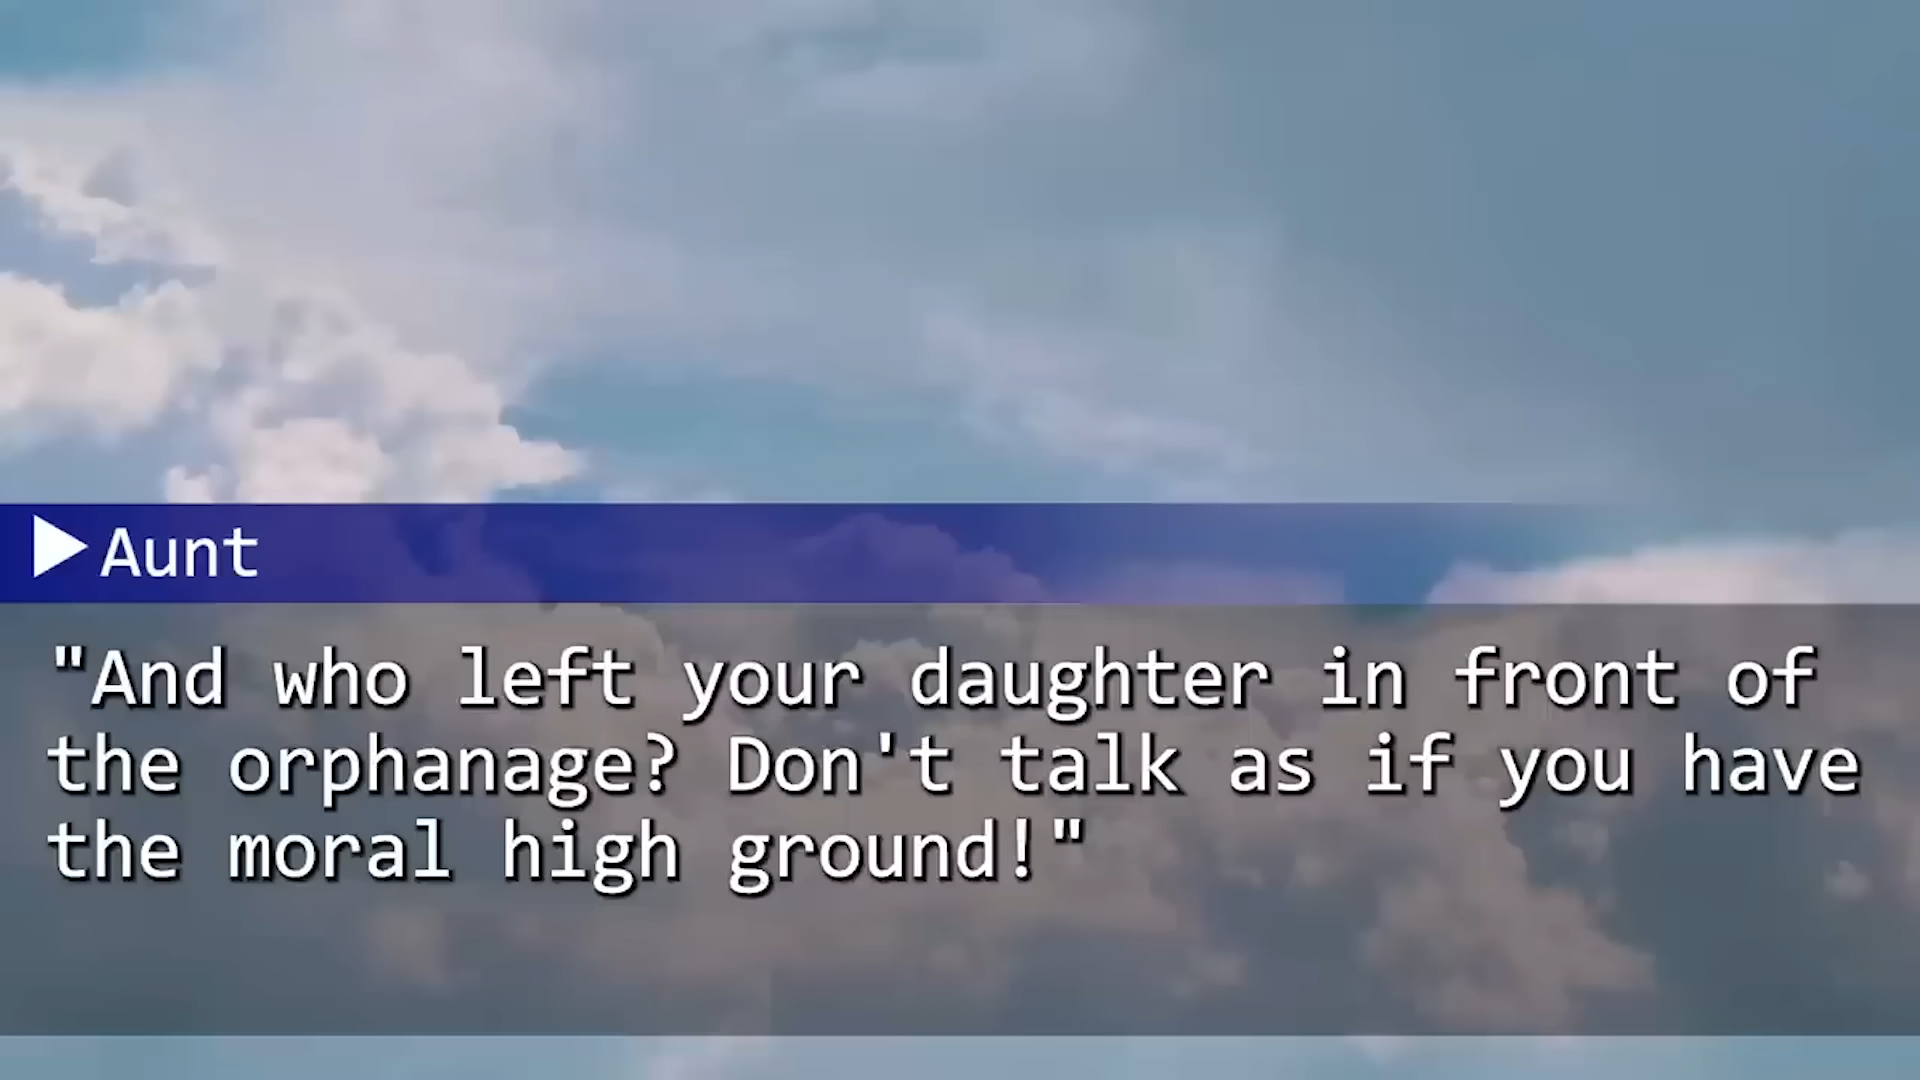 Aunt
"And who left your daughter in front of
the orphanage? Don't talk as if you have
the moral high ground!"